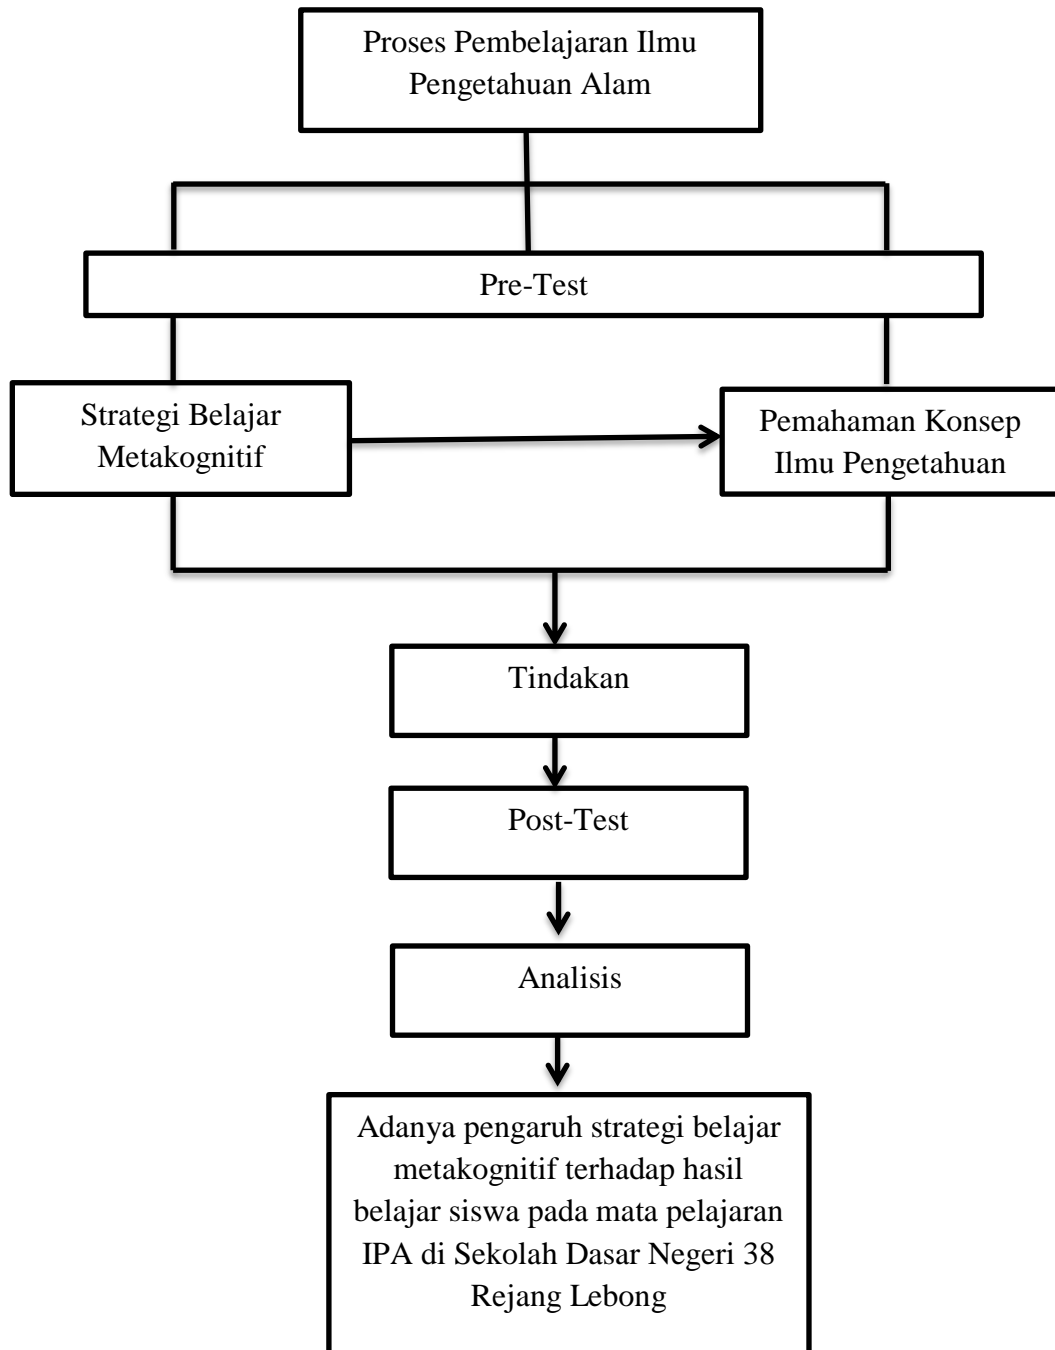 Proses Pembelajaran Ilmu
Pengetahuan Alam
Pre-Test
Strategi Belajar
Metakognitif
Pemahaman Konsep
Ilmu Pengetahuan
Tindakan
Post-Test
Analisis
Adanya pengaruh strategi belajar
metakognitif terhadap hasil
belajar siswa pada mata pelajaran
IPA di Sekolah Dasar Negeri 38
Rejang Lebong